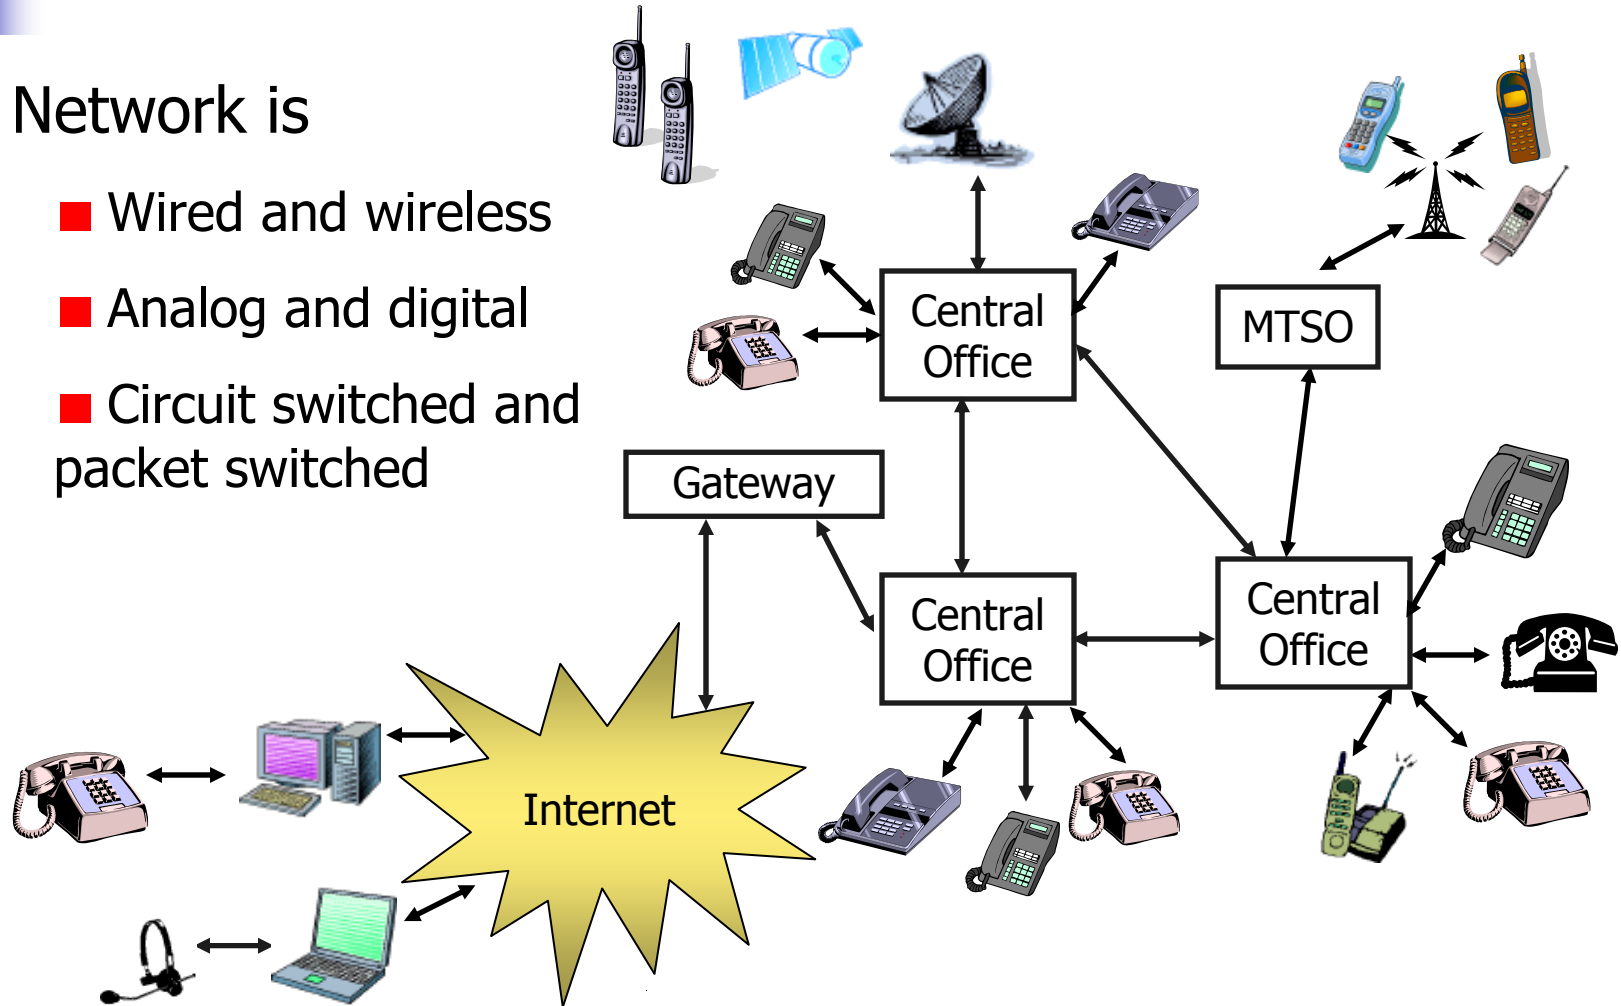 Network is
Wired and wireless
Analog and digital
Circuit switched and
packet switched
Central
Office
MTSO
Gateway
Central
Office
Central
Office
Internet